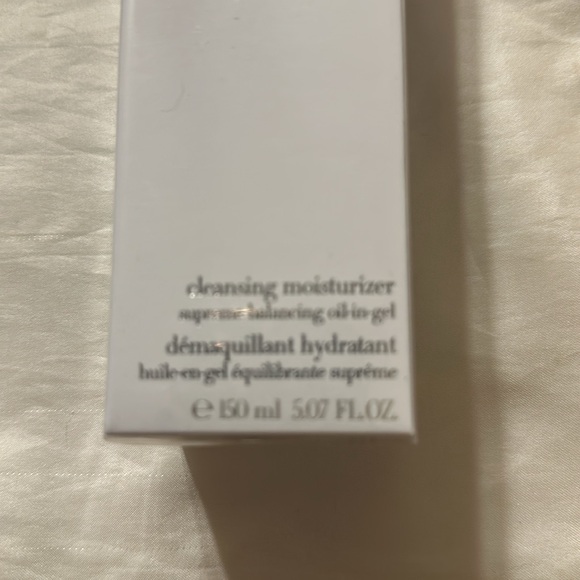 cleansing moisturizer
supreme balancing oil-in-gel
démaquillant hydratant
huile-en-gel équilibrante suprême
℮ 150 ml 5.07 FL.OZ.